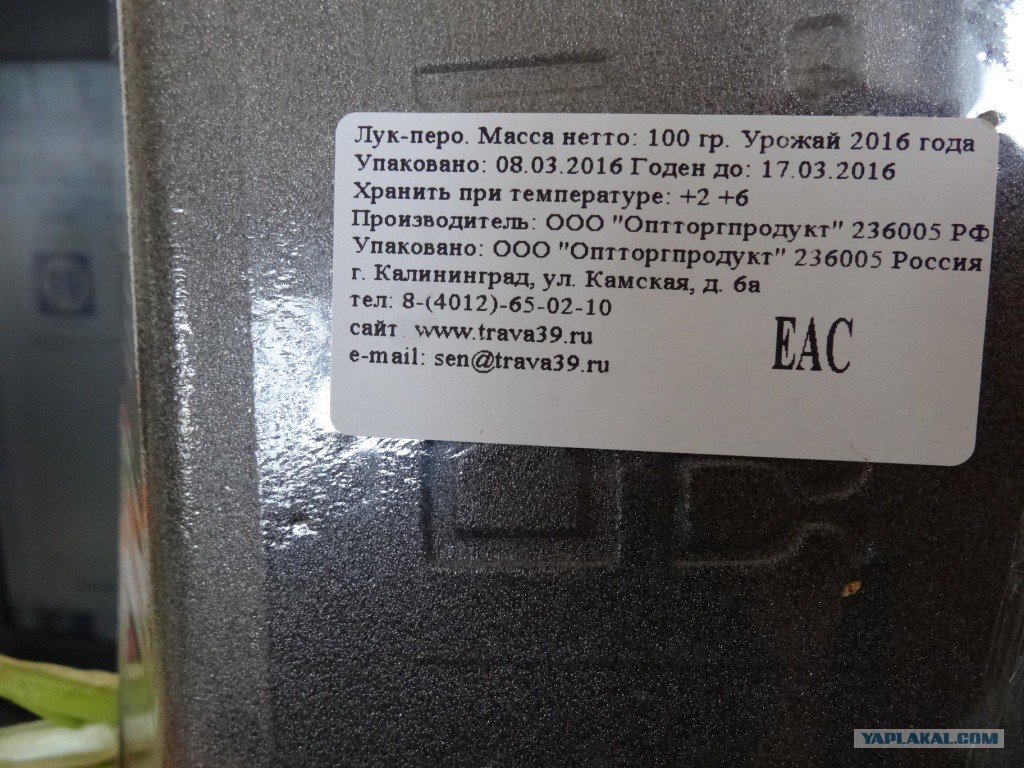 Лук-перо. Масса нетто: 100 гр. Урожай 2016 года
Упаковано: 08.03.2016 Годен до: 17.03.2016
Хранить при температуре: +2 +6
Производитель: ООО "Оптторгпродукт" 236005 РФ
Упаковано: ООО "Оптторгпродукт" 236005 Россия
г. Калининград, ул. Камская, д. 6а
тел: 8-(4012)-65-02-10
сайт: www.trava39.ru
e-mail: sen@trava39.ru
EAC
YAPLAKAL.COM